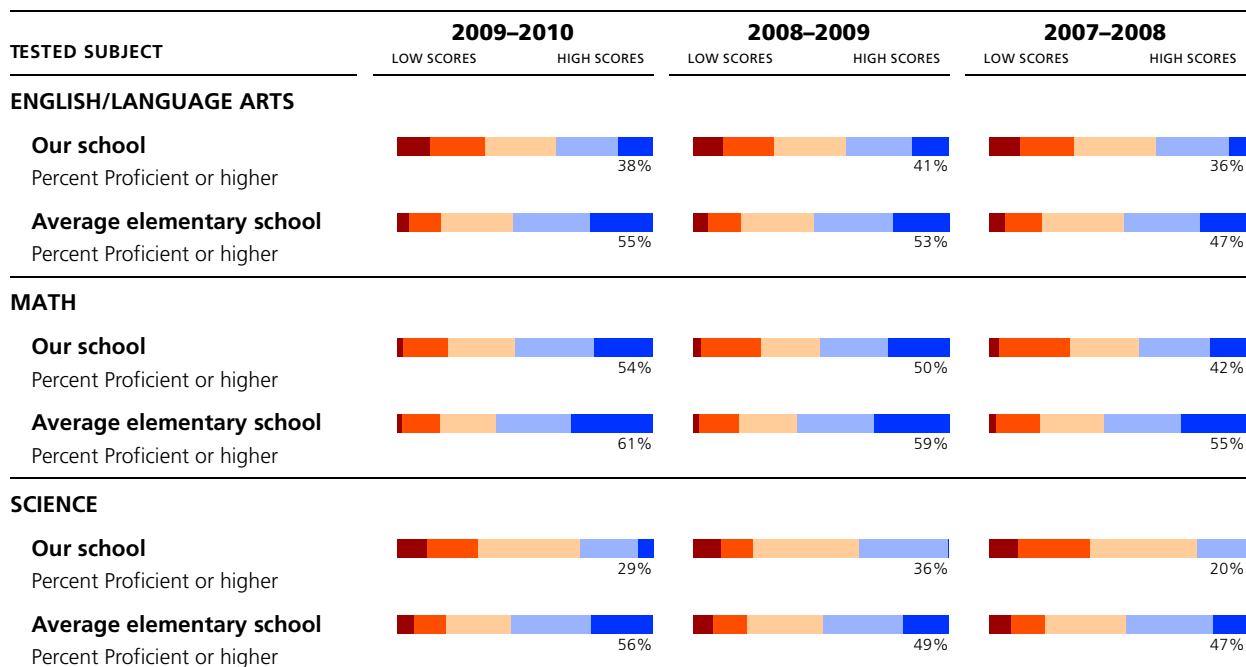 2009–2010 2008–2009 2007–2008
TESTED SUBJECT LOW SCORES HIGH SCORES LOW SCORES HIGH SCORES LOW SCORES HIGH SCORES
ENGLISH/LANGUAGE ARTS
Our school
38% 41% 36%
Percent Proficient or higher
Average elementary school
55% 53% 47%
Percent Proficient or higher
MATH
Our school
54% 50% 42%
Percent Proficient or higher
Average elementary school
61% 59% 55%
Percent Proficient or higher
SCIENCE
Our school
29% 36% 20%
Percent Proficient or higher
Average elementary school
56% 49% 47%
Percent Proficient or higher